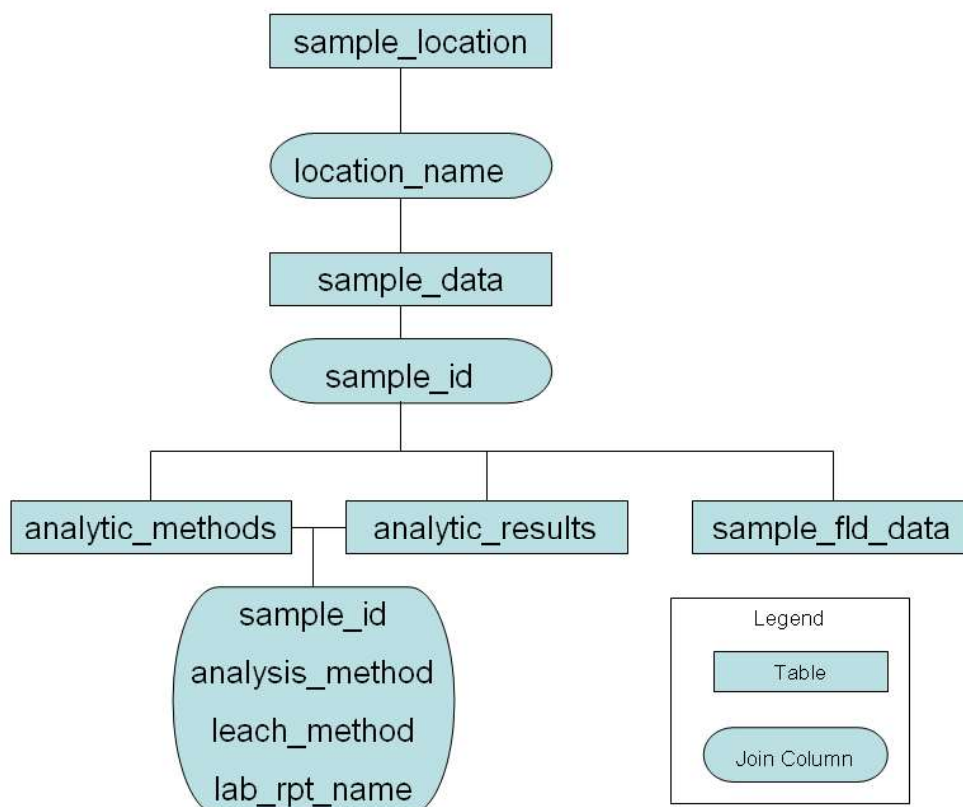 sample_location
location_name
sample_data
sample_id
analytic_methods
analytic_results
sample_fld_data
sample_id
analysis_method
leach_method
lab_rpt_name
Legend
Table
Join Column